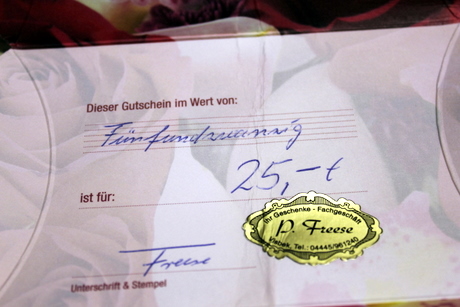 Dieser Gutschein im Wert von:
Fünfundzwanzig
25,-€
ist für:
Ihr Geschenke - Fachgeschäft
P. Freese
Visbek, Tel.: 04445/961240
Freese
Unterschrift & Stempel